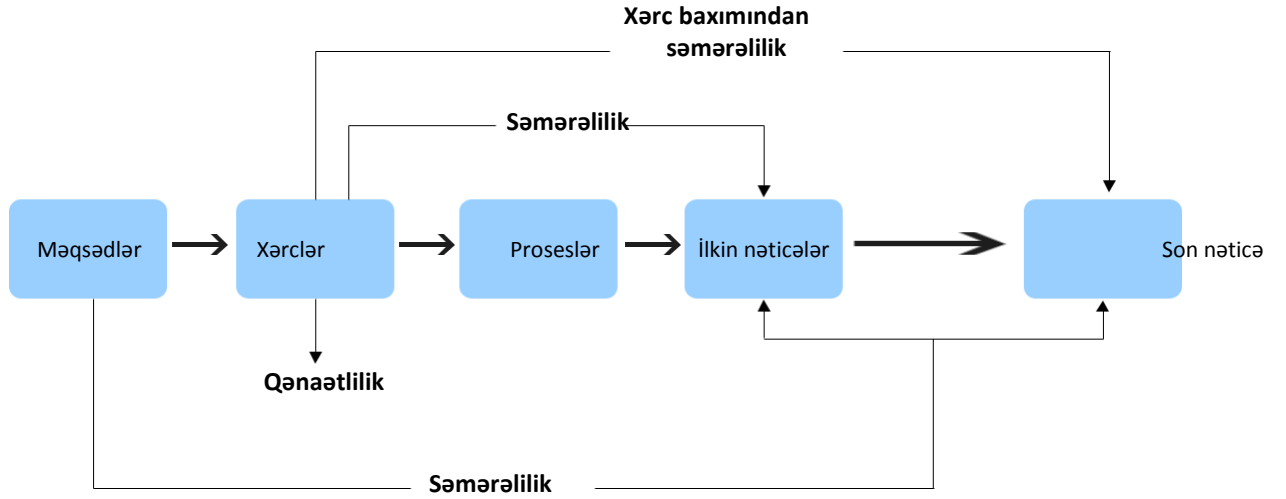 Xərc baxımından
səmərəlilik
Səmərəlilik
Məqsədlər
Xərclər
Proseslər
İlkin nəticələr
Son nəticə
Qənaətlilik
Səmərəlilik